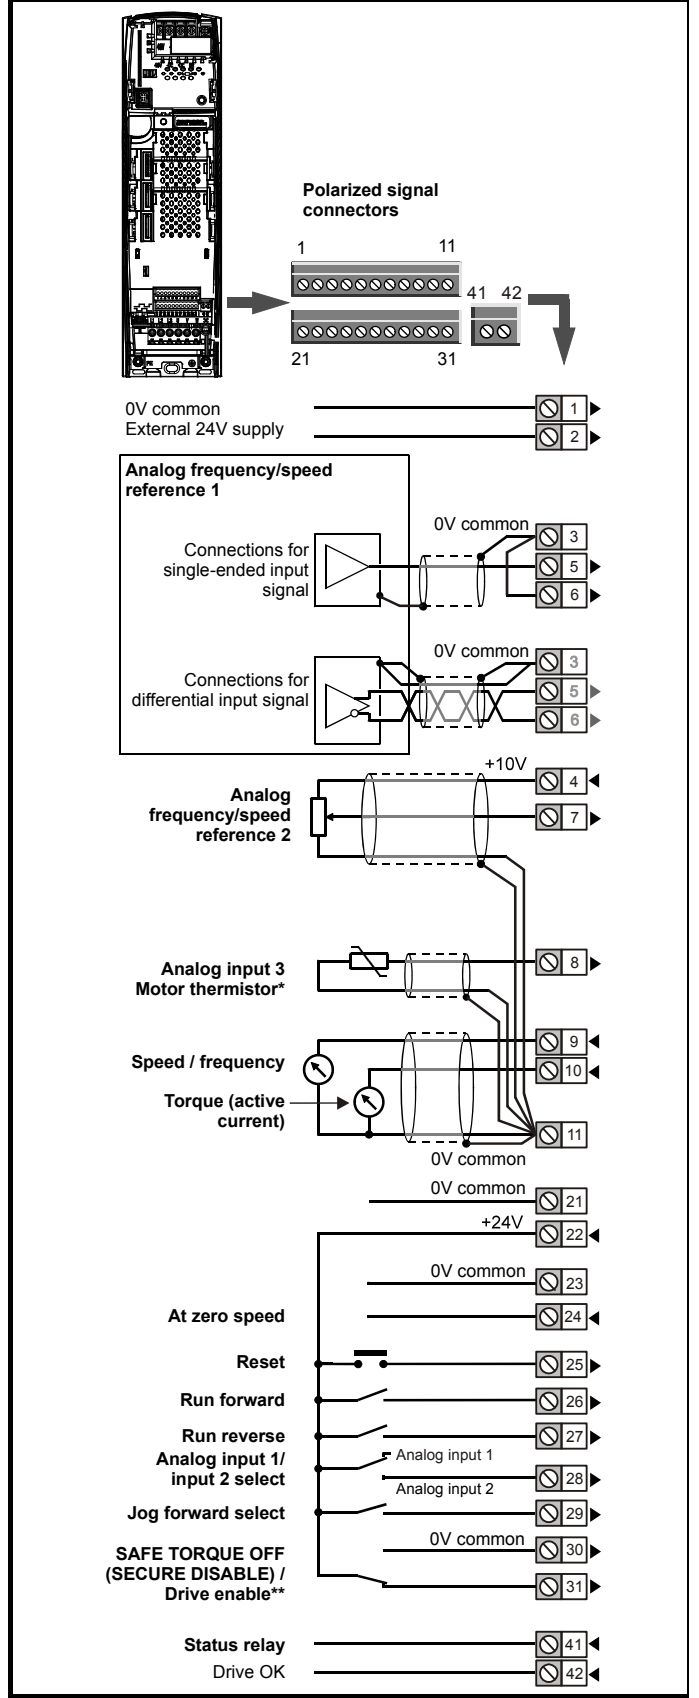 Polarized signal
connectors
1 11
41 42
21 31
0V common 1
External 24V supply 2
Analog frequency/speed
reference 1
0V common 3
Connections for
single-ended input
signal
5
6
0V common 3
Connections for
differential input signal
5
6
+10V 4
Analog
frequency/speed
reference 2
7
Analog input 3
Motor thermistor*
8
9
Speed / frequency
10
Torque (active
current)
11
0V common
0V common 21
+24V 22
0V common 23
At zero speed 24
Reset 25
Run forward 26
Run reverse 27
Analog input 1/
input 2 select
Analog input 1
28
Analog input 2
Jog forward select 29
0V common 30
SAFE TORQUE OFF
(SECURE DISABLE) /
Drive enable**
31
Status relay 41
Drive OK 42